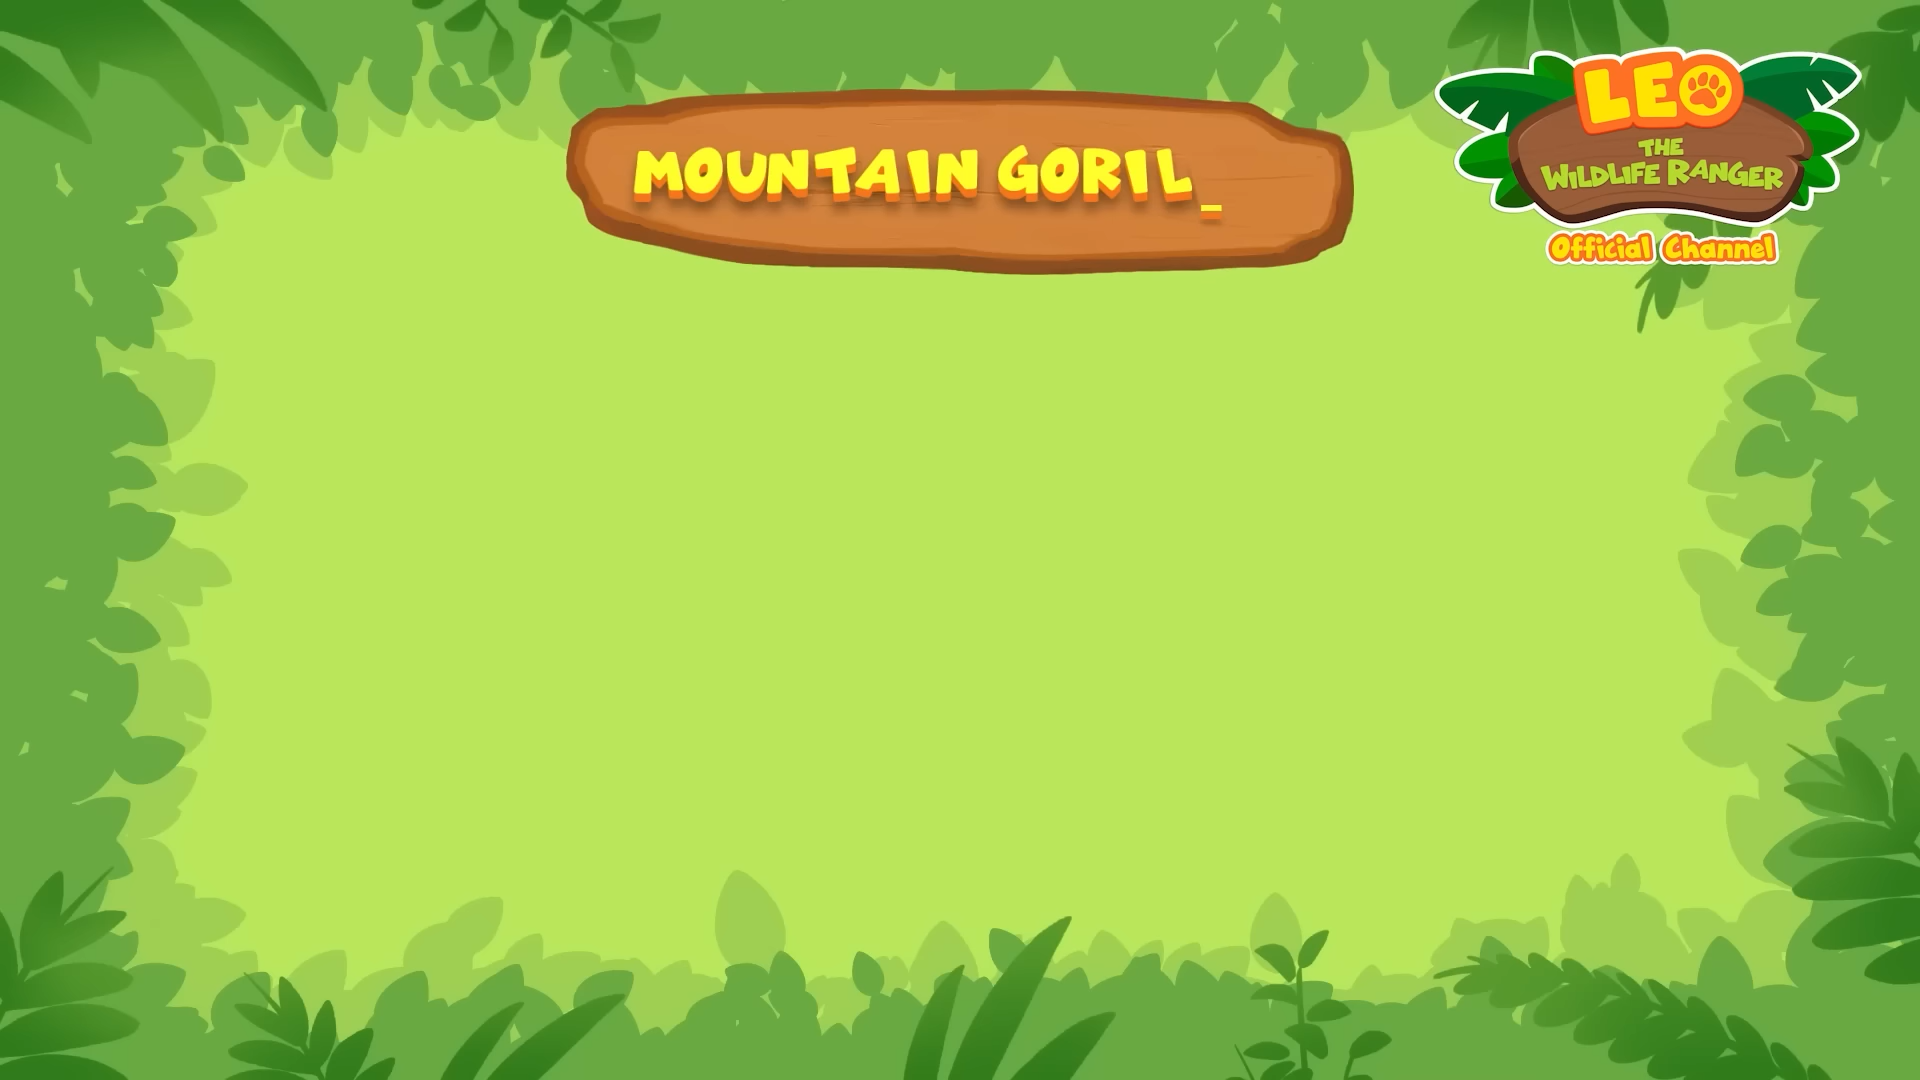 MOUNTAIN GORIL_
LEO
THE
WILDLIFE RANGER
Official Channel